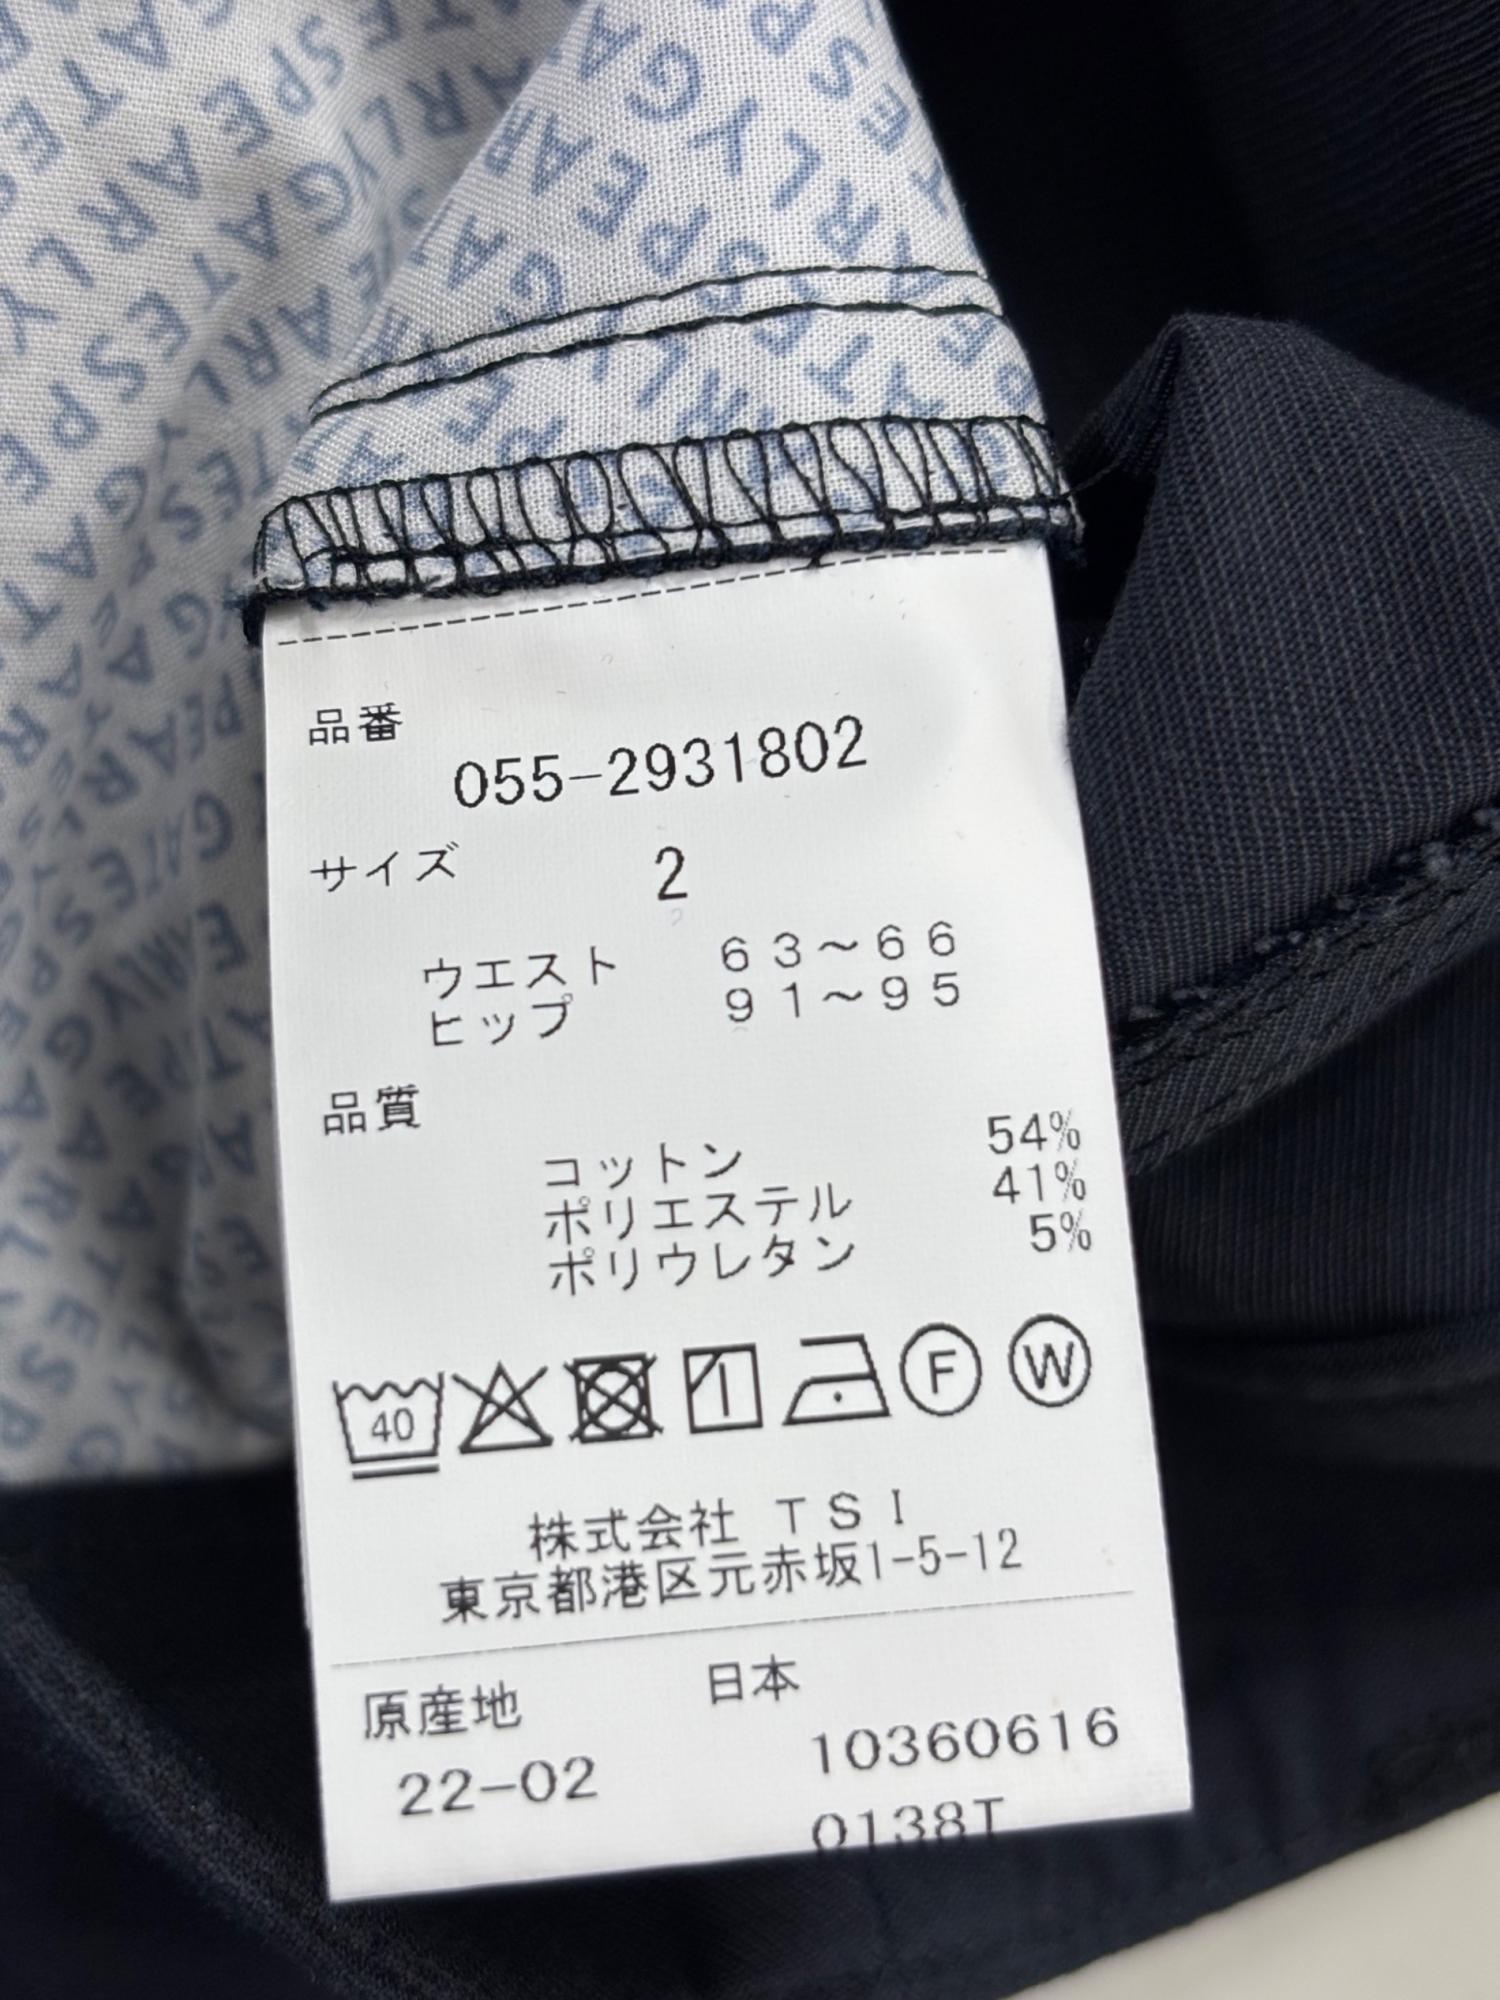 PEARLY GATES
品番
055-2931802
サイズ 2
ウエスト 63～66
ヒップ 91～95
品質
コットン 54%
ポリエステル 41%
ポリウレタン 5%
40 F W
株式会社 TSI
東京都港区元赤坂1-5-12
原産地 日本
22-02 10360616
0138T